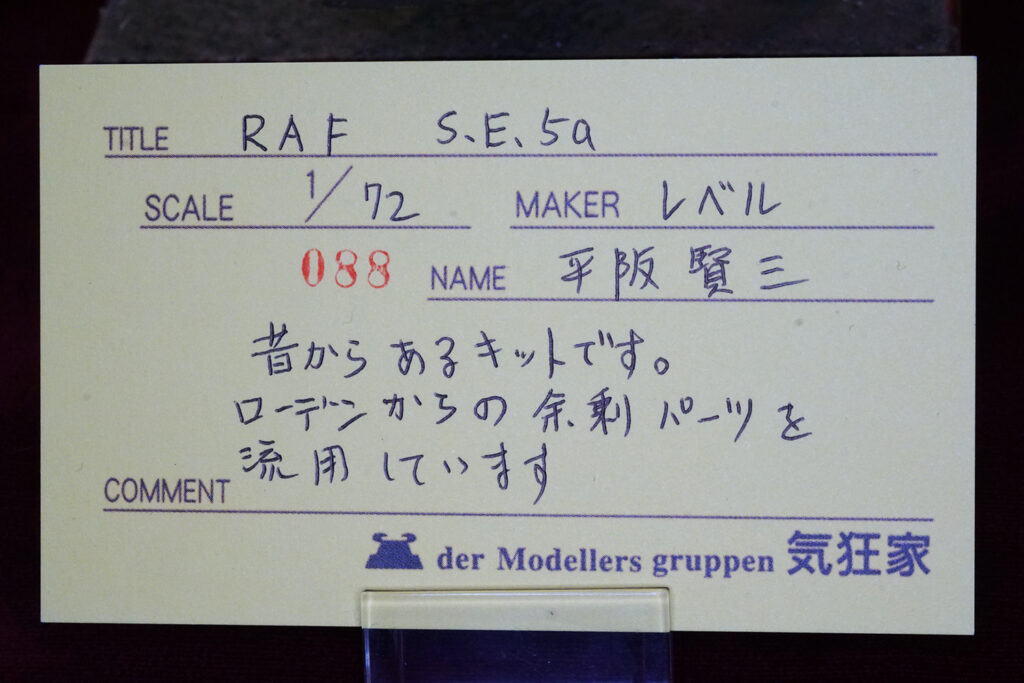 TITLE RAF S.E.5a
SCALE 1/72 MAKER レベル
088 NAME 平阪賢三
昔からあるキットです。
ローデンからの余剰パーツを
流用しています
COMMENT
der Modellers gruppen 気狂家